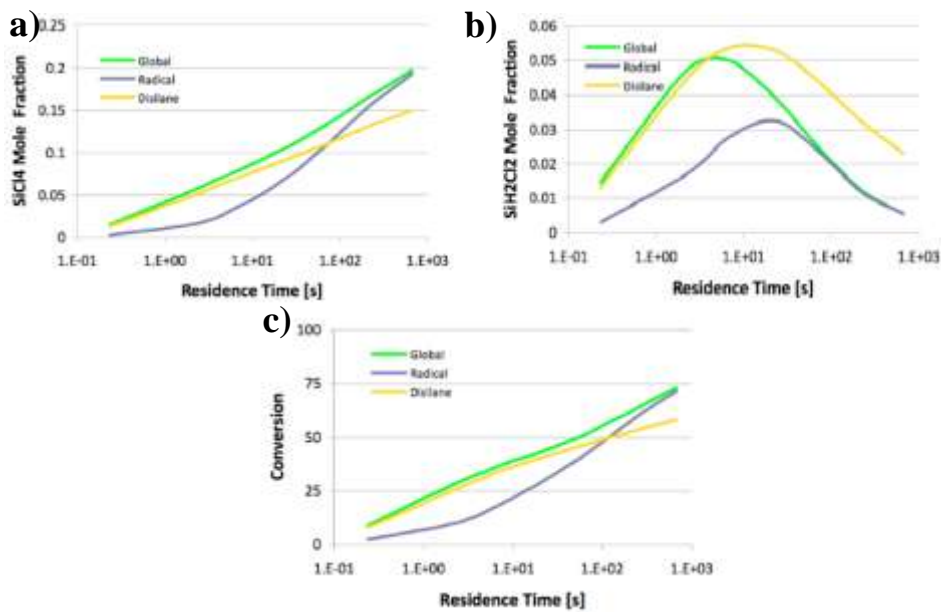 a)
SiCl4 Mole Fraction
0.25
0.2
0.15
0.1
0.05
0
Global
Radical
Disilane
1.E-01 1.E+00 1.E+01 1.E+02 1.E+03
Residence Time [s]
b)
SiH2Cl2 Mole Fraction
0.06
0.05
0.04
0.03
0.02
0.01
0
Global
Radical
Disilane
1.E-01 1.E+00 1.E+01 1.E+02 1.E+03
Residence Time [s]
c)
Conversion
100
75
50
25
0
Global
Radical
Disilane
1.E-01 1.E+00 1.E+01 1.E+02 1.E+03
Residence Time [s]